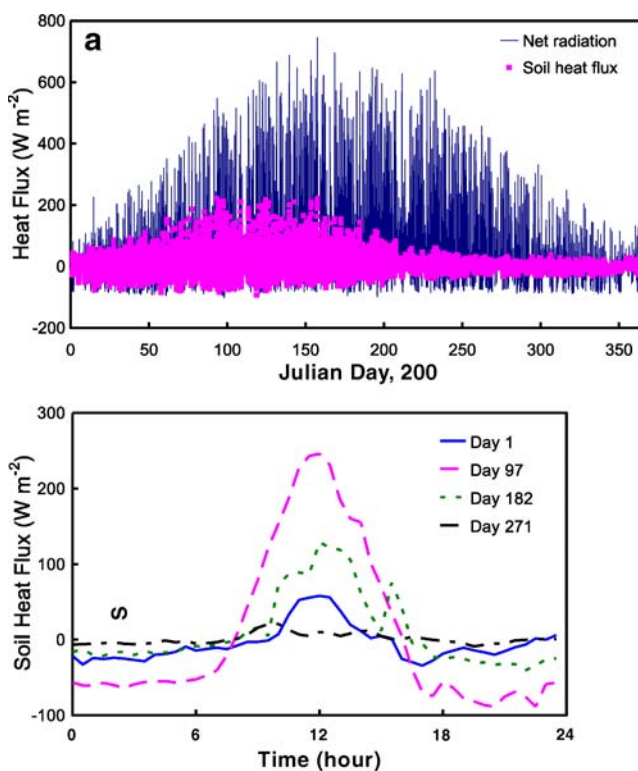 a
Net radiation
Soil heat flux
Heat Flux (W m-2)
800
600
400
200
0
-200
0 50 100 150 200 250 300 350
Julian Day, 200
Soil Heat Flux (W m-2)
300
200
100
0
-100
Day 1
Day 97
Day 182
Day 271
S
0 6 12 18 24
Time (hour)